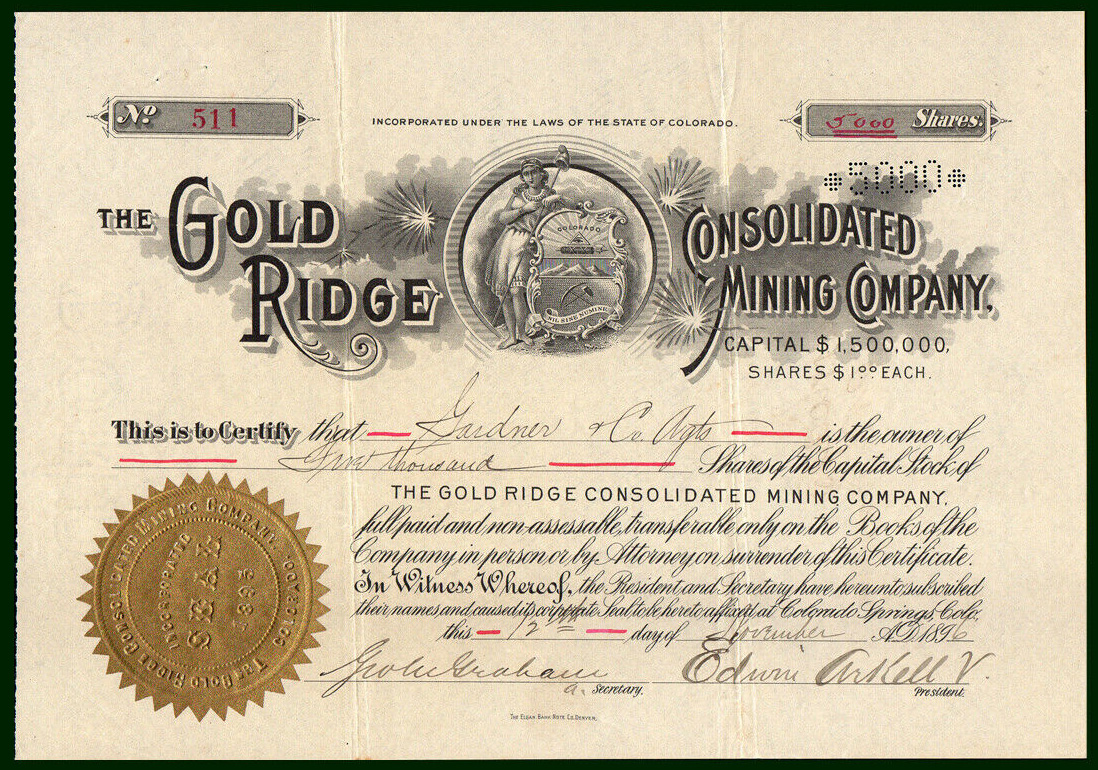 No 511
INCORPORATED UNDER THE LAWS OF THE STATE OF COLORADO.
5000 Shares.
*5000*
THE GOLD RIDGE
CONSOLIDATED MINING COMPANY,
COLORADO
NIL SINE NUMINE
CAPITAL $1,500,000,
SHARES $1.00 EACH.
This is to Certify that Gardner & Co. Agts is the owner of
Five thousand Shares of the Capital Stock of
THE GOLD RIDGE CONSOLIDATED MINING COMPANY,
full paid and non-assessable, transferable only on the Books of the
Company in person or by Attorney on surrender of this Certificate.
In Witness Whereof, the President and Secretary have hereunto subscribed
their names and caused its corporate Seal to be hereto affixed at Colorado Springs, Colo;
this 12 day of November A.D. 1896
THE GOLD RIDGE CONSOLIDATED MINING COMPANY. COLORADO
INCORPORATED
SEAL
1895
Jno. McGraham Edwin Arkell V.
a. Secretary. President.
THE ELBAN BANK NOTE CO. DENVER.